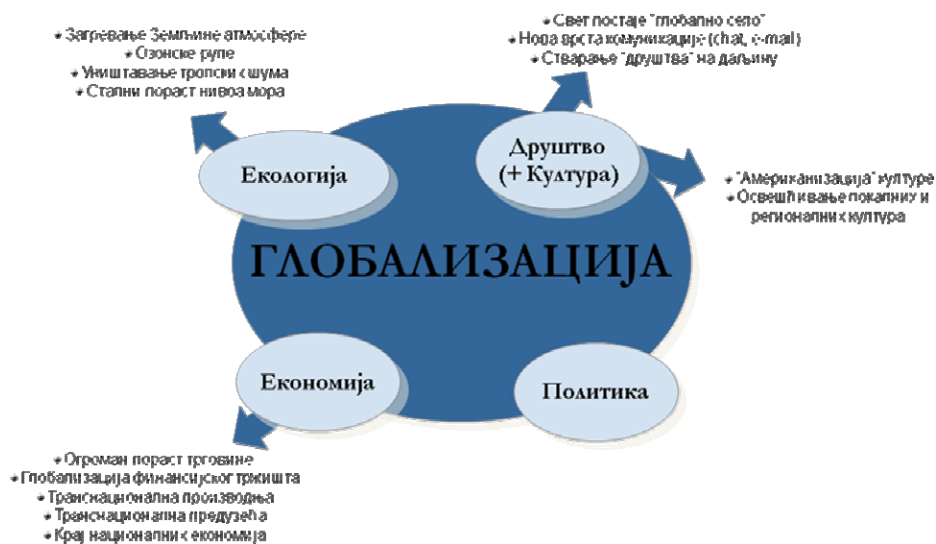 Загревање Земљине атмосфере
Озонске рупе
Уништавање тропских шума
Стални пораст нивоа мора
Свет постаје "глобално село"
Нова врста комуникације (chat, e-mail)
Стварање "друштва" на даљину
Екологија
Друштво
(+ Култура)
"Американизација" културе
Освешћивање локалних и
регионалних култура
ГЛОБАЛИЗАЦИЈА
Економија
Политика
Огроман пораст трговине
Глобализација финансијског тржишта
Транснационална производња
Транснационална предузећа
Крај националних економија